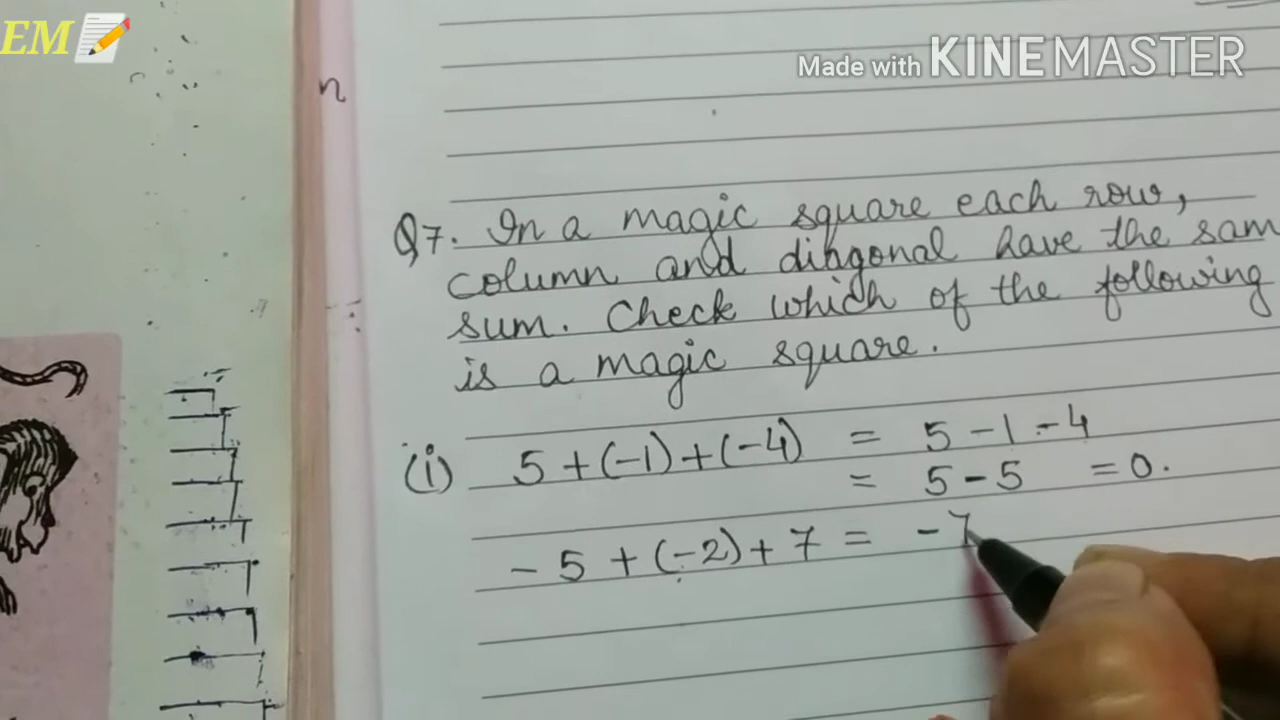 EM
Made with KINEMASTER
n
Q7. In a magic square each row,
column and diagonal have the sam
sum. Check which of the following
is a magic square.
(i) 5 + (-1) + (-4) = 5 - 1 - 4
= 5 - 5 = 0.
- 5 + (-2) + 7 = - 7